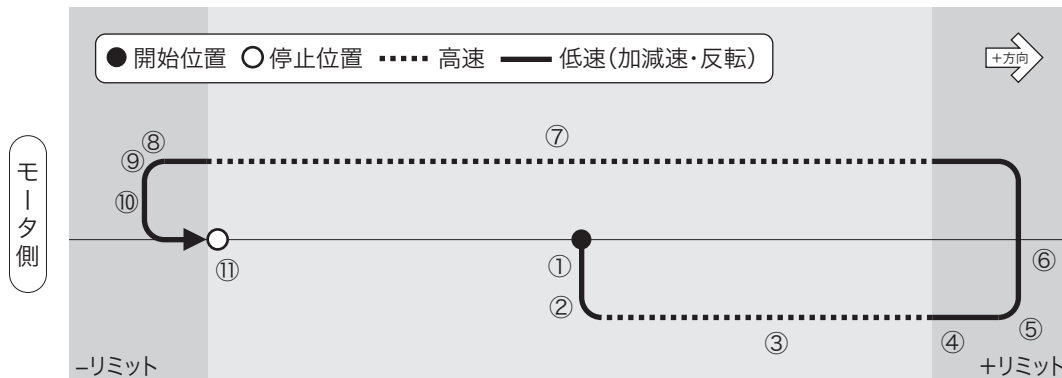 開始位置 停止位置 高速 低速(加減速・反転)
+方向
⑦
⑧
⑨
⑩
モータ側
①
⑥
⑪
②
③
④
⑤
−リミット
+リミット